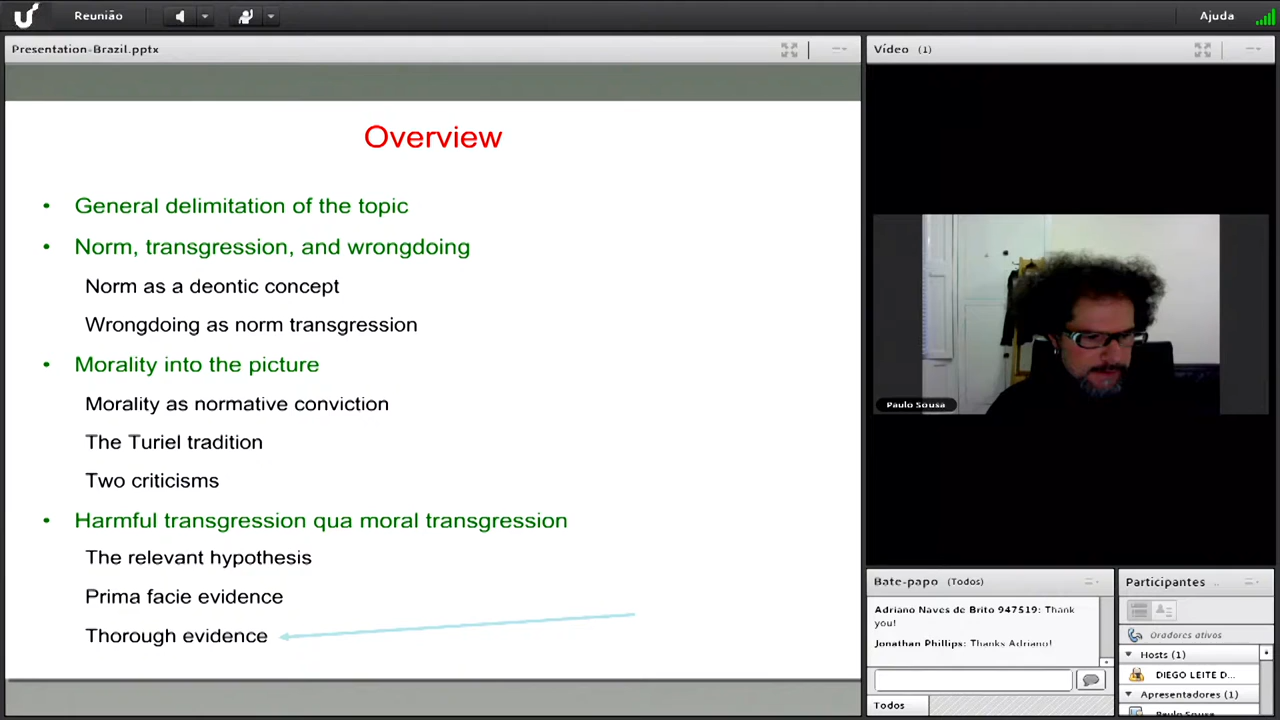 Reunião
Ajuda
Presentation-Brazil.pptx
Overview
• General delimitation of the topic
• Norm, transgression, and wrongdoing
Norm as a deontic concept
Wrongdoing as norm transgression
• Morality into the picture
Morality as normative conviction
The Turiel tradition
Two criticisms
• Harmful transgression qua moral transgression
The relevant hypothesis
Prima facie evidence
Thorough evidence
Vídeo (1)
Paulo Sousa
Bate-papo (Todos)
Adriano Naves de Brito 947519: Thank
you!
Jonathan Phillips: Thanks Adriano!
Todos
Participantes
Oradores ativos
Hosts (1)
DIEGO LEITE D...
Apresentadores (1)
Paulo Sousa